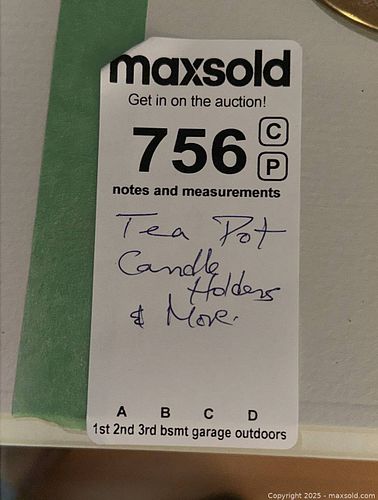 maxsold
Get in on the auction!
756 C
P
notes and measurements
Tea Pot
Candle
Holders
& More.
A B C D
1st 2nd 3rd bsmt garage outdoors
Copyright © 2025 - maxsold.com